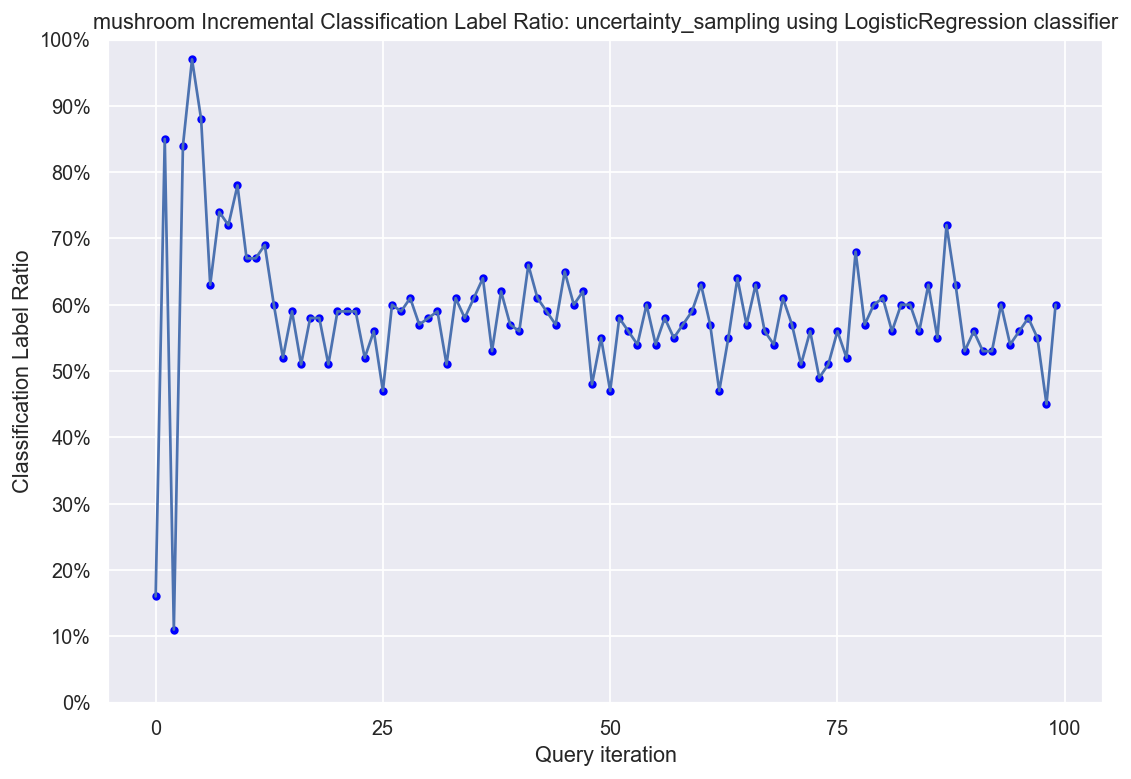 mushroom Incremental Classification Label Ratio: uncertainty_sampling using LogisticRegression classifier
100%
90%
80%
70%
60%
50%
40%
30%
20%
10%
0%
Classification Label Ratio
0 25 50 75 100
Query iteration